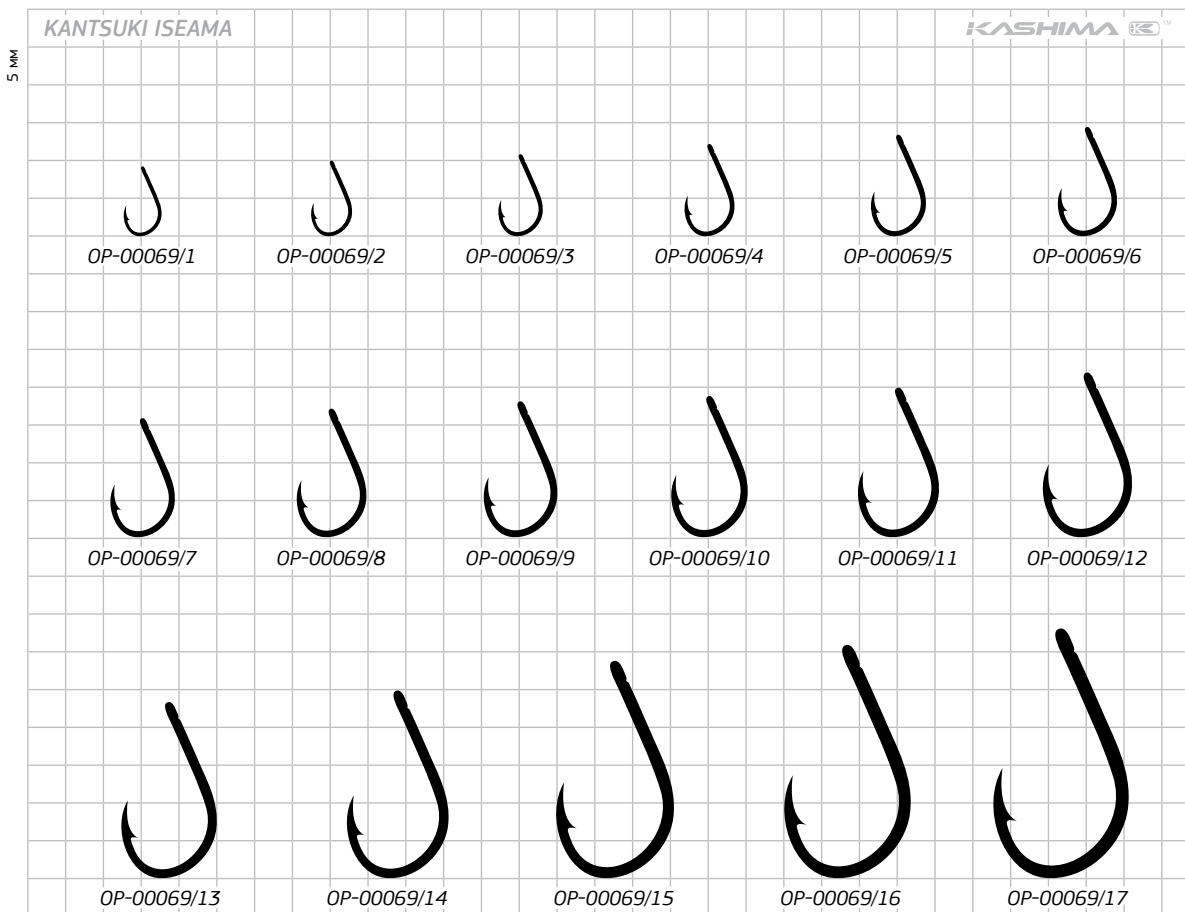 KANTSUKI ISEAMA
KASHIMA K ™
5 мм
OP-00069/1
OP-00069/2
OP-00069/3
OP-00069/4
OP-00069/5
OP-00069/6
OP-00069/7
OP-00069/8
OP-00069/9
OP-00069/10
OP-00069/11
OP-00069/12
OP-00069/13
OP-00069/14
OP-00069/15
OP-00069/16
OP-00069/17